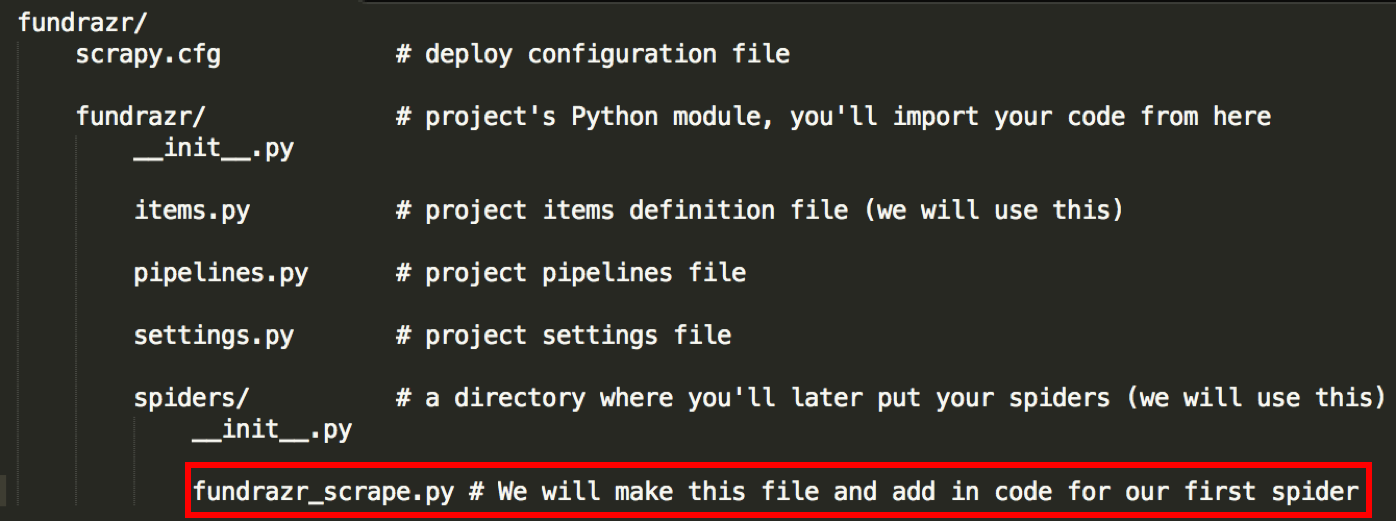 fundrazr/
scrapy.cfg # deploy configuration file
fundrazr/ # project's Python module, you'll import your code from here
__init__.py
items.py # project items definition file (we will use this)
pipelines.py # project pipelines file
settings.py # project settings file
spiders/ # a directory where you'll later put your spiders (we will use this)
__init__.py
fundrazr_scrape.py # We will make this file and add in code for our first spider